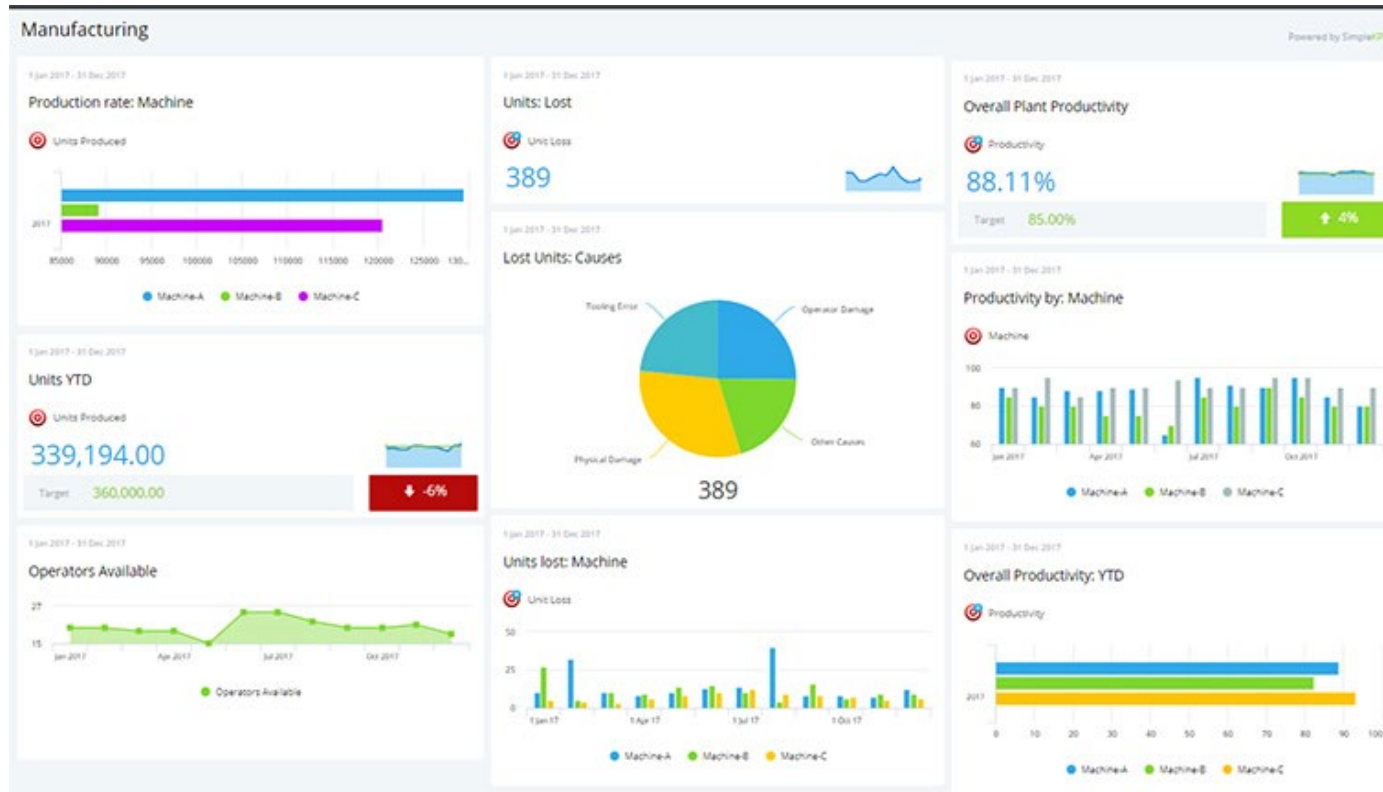 Manufacturing
Powered by SimpleKP
1 Jan 2017 - 31 Dec 2017
Production rate: Machine
Units Produced
2017
85000 90000 95000 100000 105000 110000 115000 120000 125000 130...
Machine-A Machine-B Machine-C
1 Jan 2017 - 31 Dec 2017
Units YTD
Units Produced
339,194.00
Target 360,000.00
-6%
1 Jan 2017 - 31 Dec 2017
Operators Available
27
15
Jan 2017 Apr 2017 Jul 2017 Oct 2017
Operators Available
1 Jan 2017 - 31 Dec 2017
Units: Lost
Unit Loss
389
1 Jan 2017 - 31 Dec 2017
Lost Units: Causes
Tooling Error
Operator Damage
Other Causes
Physical Damage
389
1 Jan 2017 - 31 Dec 2017
Units lost: Machine
Unit Loss
50
25
0
1 Jan 17 1 Apr 17 1 Jul 17 1 Oct 17
Machine-A Machine-B Machine-C
1 Jan 2017 - 31 Dec 2017
Overall Plant Productivity
Productivity
88.11%
Target 85.00%
4%
1 Jan 2017 - 31 Dec 2017
Productivity by: Machine
Machine
100
80
60
Jan 2017 Apr 2017 Jul 2017 Oct 2017
Machine-A Machine-B Machine-C
1 Jan 2017 - 31 Dec 2017
Overall Productivity: YTD
Productivity
2017
0 10 20 30 40 50 60 70 80 90 100
Machine-A Machine-B Machine-C